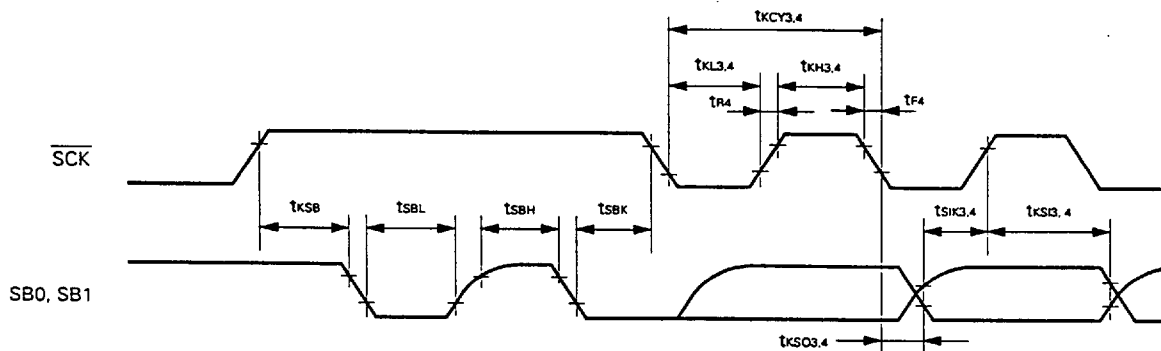 tKCY3,4
tKL3,4 tKH3,4
tR4 tF4
SCK
tKSB tSBL tSBH tSBK tSIK3,4 tKSI3, 4
SB0, SB1
tKSO3,4